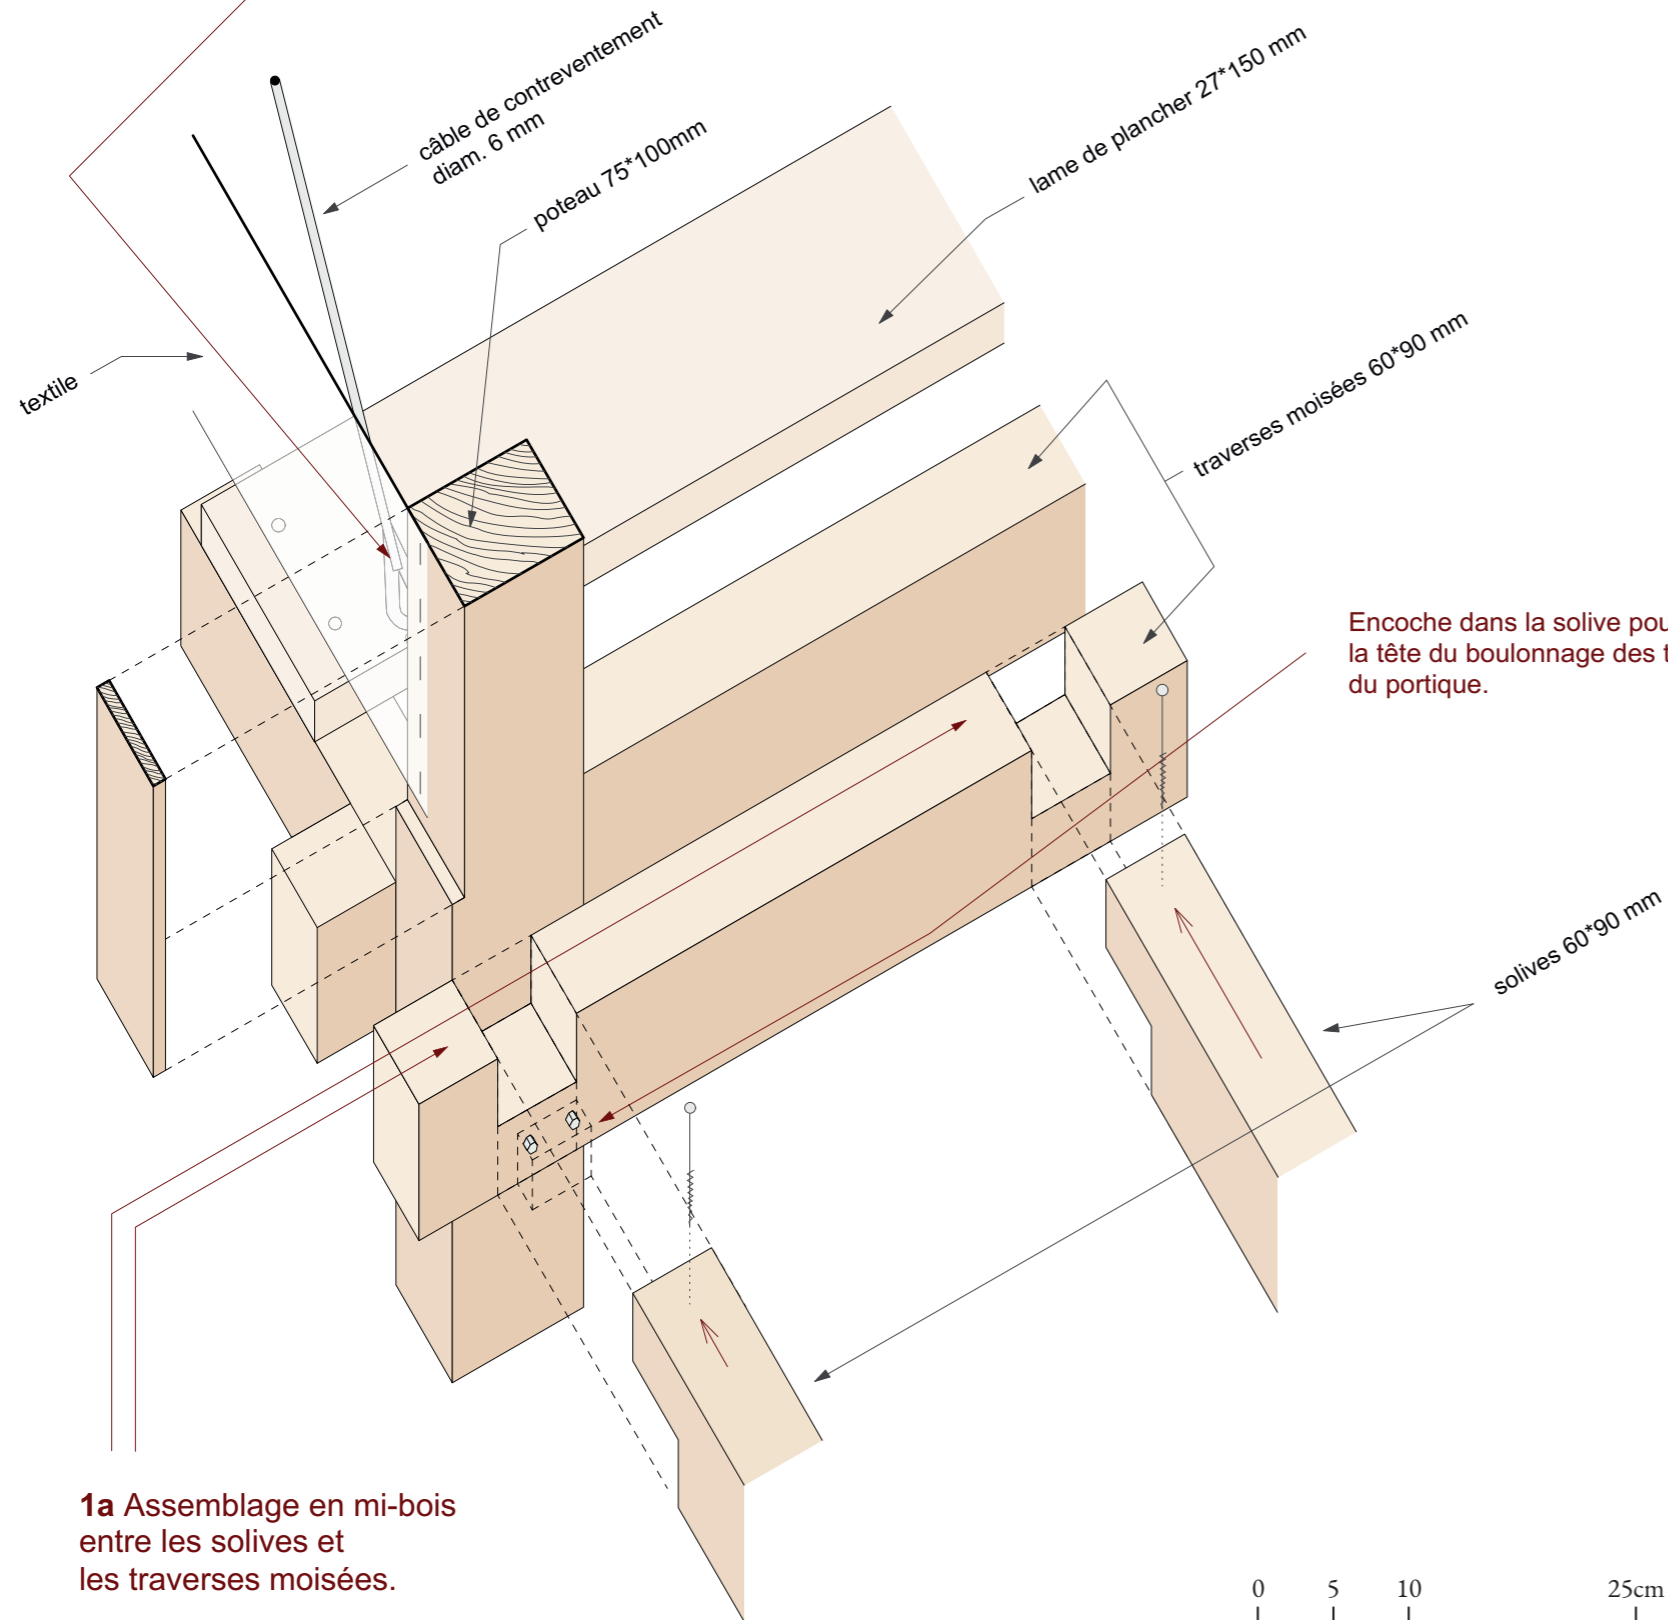 câble de contreventement
diam. 6 mm
poteau 75*100mm
lame de plancher 27*150 mm
textile
traverses moisées 60*90 mm
Encoche dans la solive
la tête du boulonnage des
du portique.
solives 60*90 mm
1a Assemblage en mi-bois
entre les solives et
les traverses moisées.
0 5 10 25cm